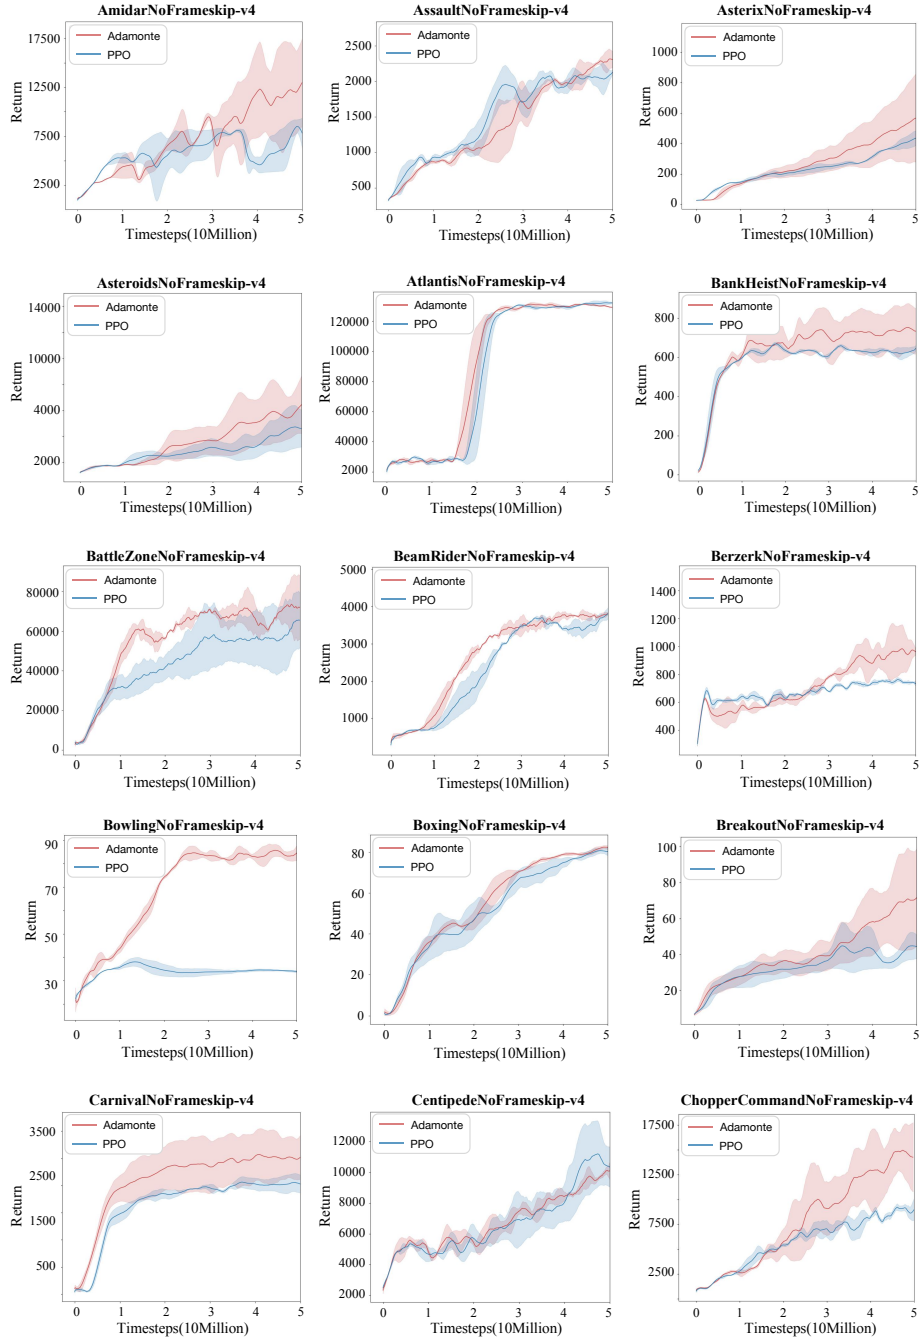 AmidarNoFrameskip-v4
Adamonte
PPO
17500
12500
7500
2500
Return
0 1 2 3 4 5
Timesteps(10Million)
AssaultNoFrameskip-v4
Adamonte
PPO
2500
2000
1500
1000
500
Return
0 1 2 3 4 5
Timesteps(10Million)
AsterixNoFrameskip-v4
Adamonte
PPO
1000
800
600
400
200
0
Return
0 1 2 3 4 5
Timesteps(10Million)
AsteroidsNoFrameskip-v4
Adamonte
PPO
14000
10000
4000
2000
Return
0 1 2 3 4 5
Timesteps(10Million)
AtlantisNoFrameskip-v4
Adamonte
PPO
120000
100000
80000
60000
40000
20000
Return
0 1 2 3 4 5
Timesteps(10Million)
BankHeistNoFrameskip-v4
Adamonte
PPO
800
600
400
200
0
Return
0 1 2 3 4 5
Timesteps(10Million)
BattleZoneNoFrameskip-v4
Adamonte
PPO
80000
60000
40000
20000
0
Return
0 1 2 3 4 5
Timesteps(10Million)
BeamRiderNoFrameskip-v4
Adamonte
PPO
5000
4000
3000
2000
1000
Return
0 1 2 3 4 5
Timesteps(10Million)
BerzerkNoFrameskip-v4
Adamonte
PPO
1400
1200
1000
800
600
400
Return
0 1 2 3 4 5
Timesteps(10Million)
BowlingNoFrameskip-v4
Adamonte
PPO
90
70
50
30
Return
0 1 2 3 4 5
Timesteps(10Million)
BoxingNoFrameskip-v4
Adamonte
PPO
80
60
40
20
0
Return
0 1 2 3 4 5
Timesteps(10Million)
BreakoutNoFrameskip-v4
Adamonte
PPO
100
80
60
40
20
Return
0 1 2 3 4 5
Timesteps(10Million)
CarnivalNoFrameskip-v4
Adamonte
PPO
3500
2500
1500
500
Return
0 1 2 3 4 5
Timesteps(10Million)
CentipedeNoFrameskip-v4
Adamonte
PPO
12000
10000
8000
6000
4000
2000
Return
0 1 2 3 4 5
Timesteps(10Million)
ChopperCommandNoFrameskip-v4
Adamonte
PPO
17500
12500
7500
2500
Return
0 1 2 3 4 5
Timesteps(10Million)